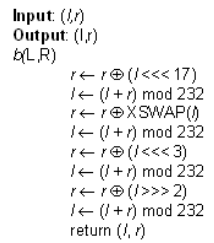 Input: (l,r)
Output: (l,r)
b(L,R)
r ← r ⊕ (l <<< 17)
l ← (l + r) mod 232
r ← r ⊕ XSWAP(l)
l ← (l + r) mod 232
r ← r ⊕ (l <<< 3)
l ← (l + r) mod 232
r ← r ⊕ (l >>> 2)
l ← (l + r) mod 232
return (l, r)